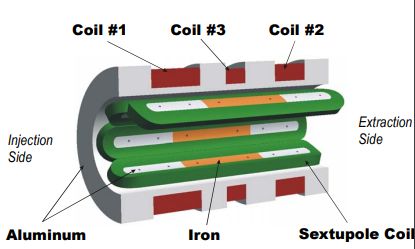 Coil #1 Coil #3 Coil #2
Injection
Side
Extraction
Side
Aluminum Iron Sextupole Coil